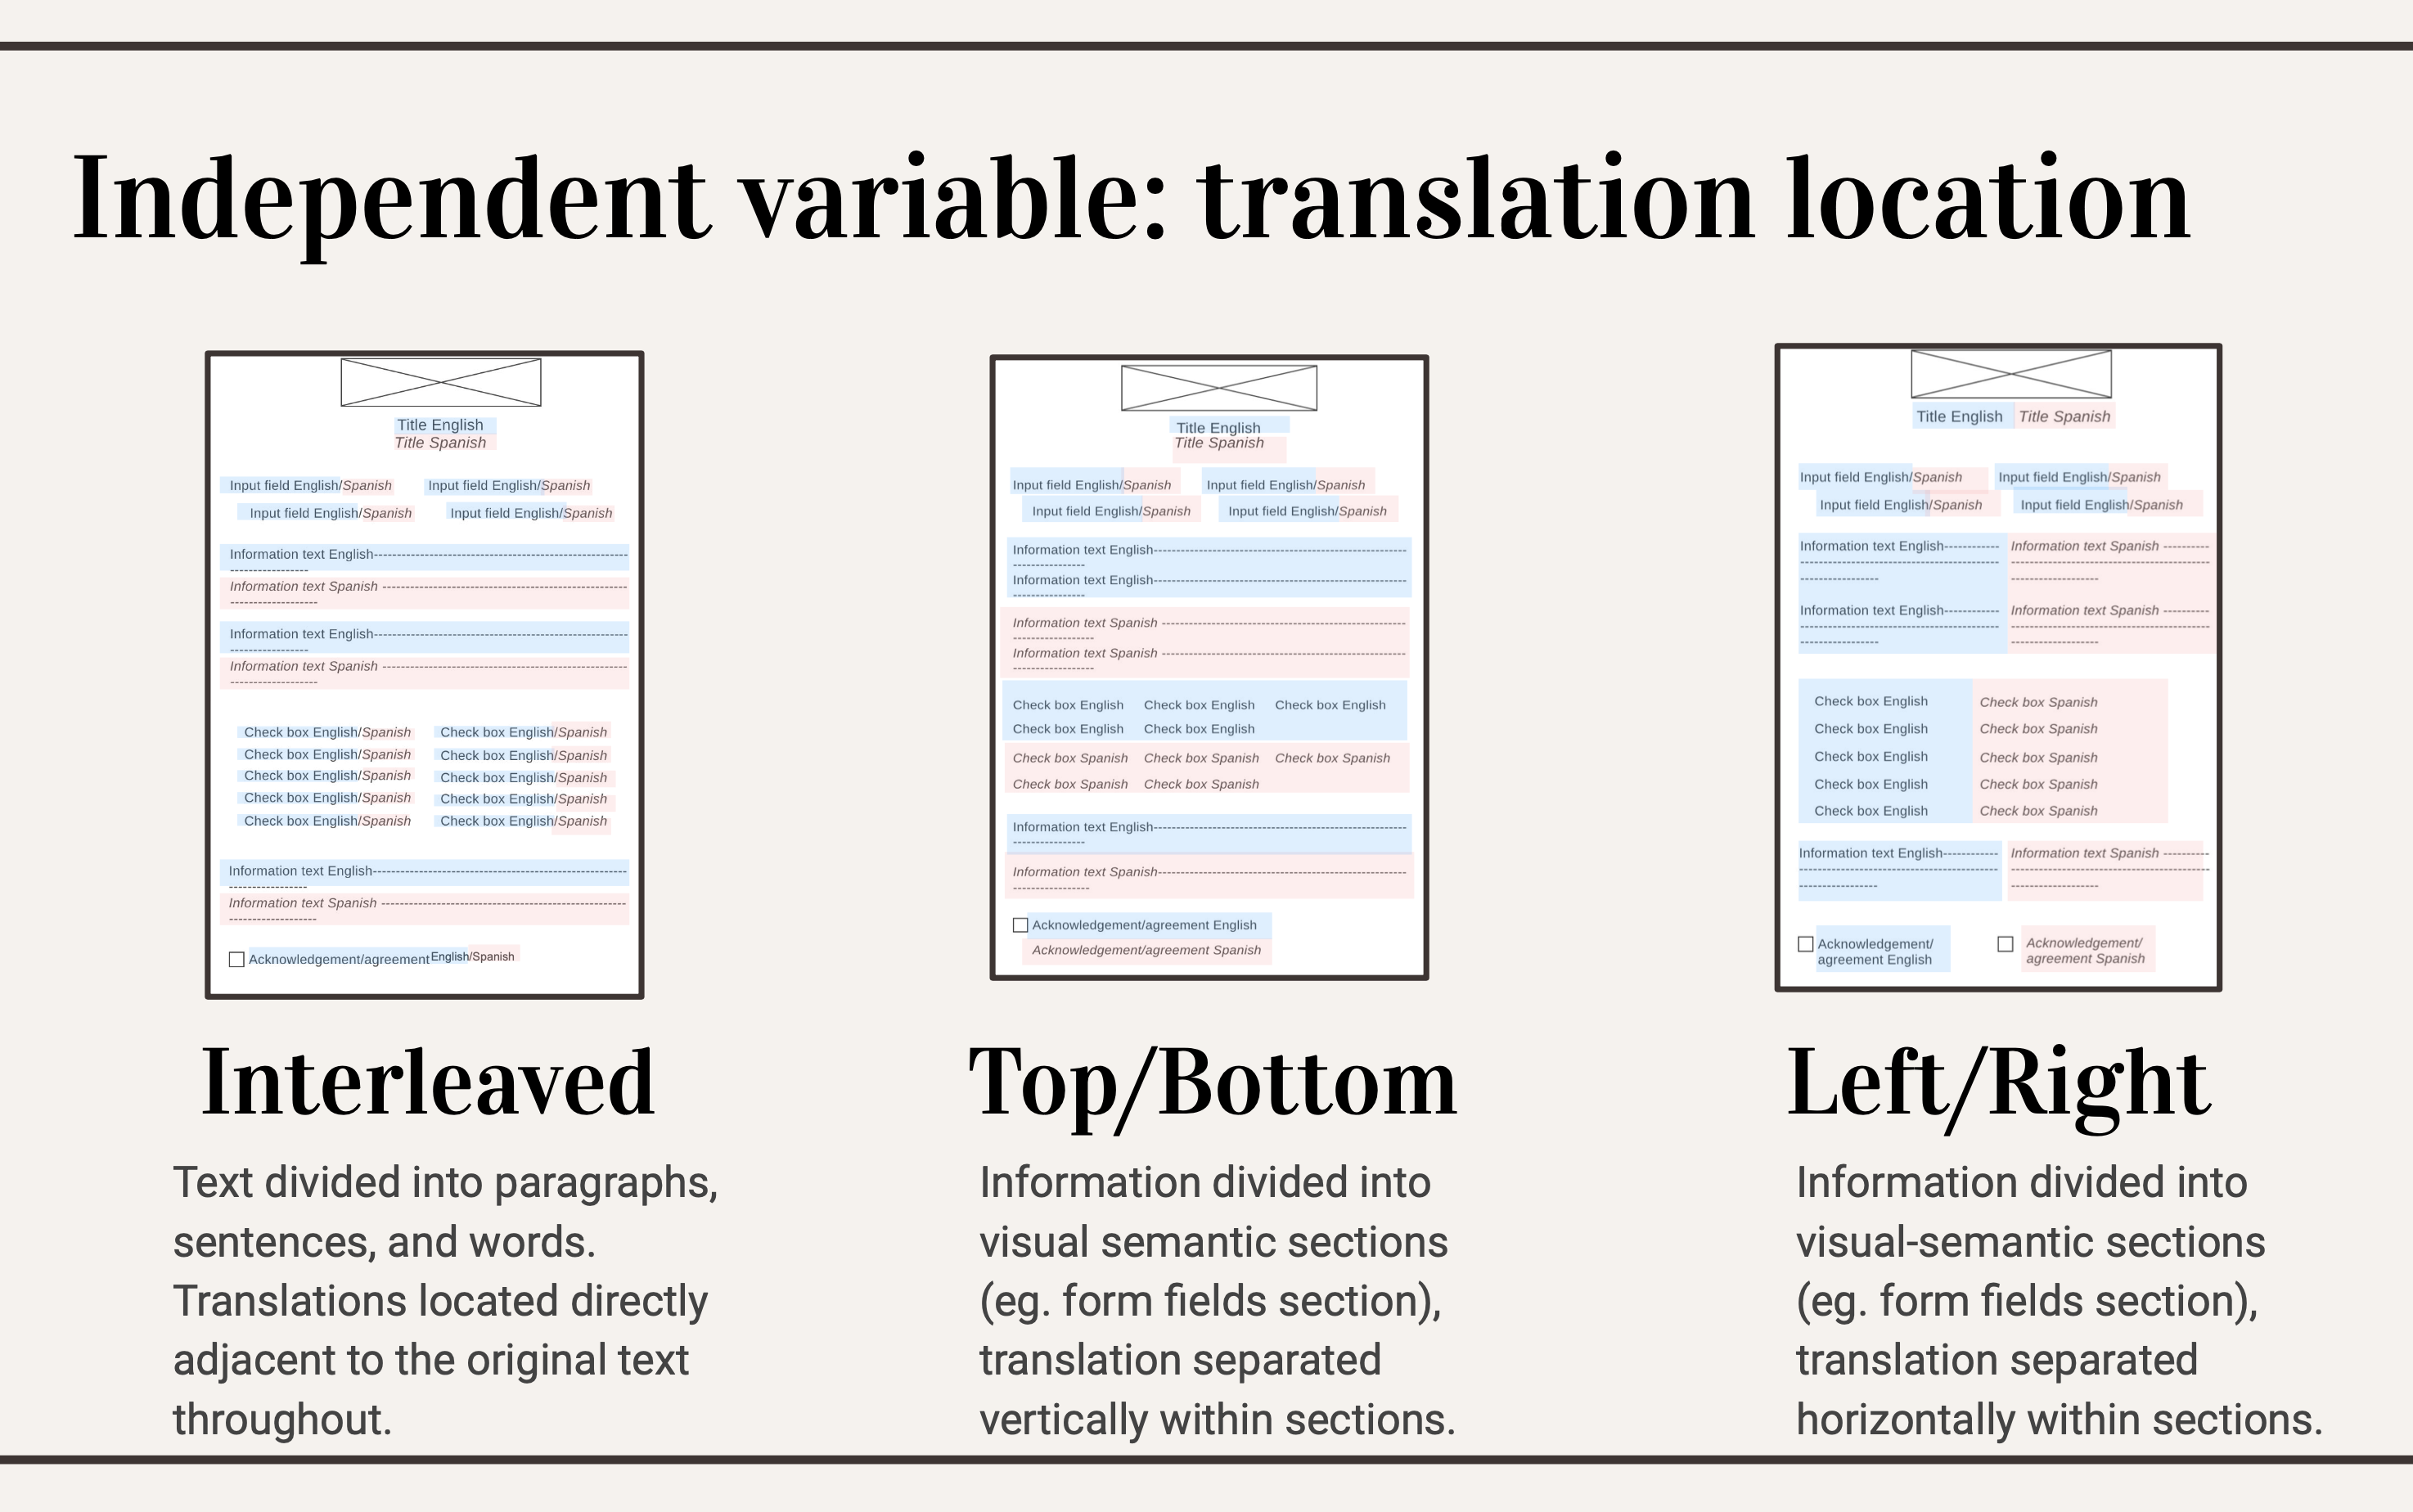 Independent variable: translation location
Title English
Title Spanish
Input field English/Spanish Input field English/Spanish
Input field English/Spanish Input field English/Spanish
Information text English-------------------------------------------------------
-----------------
Information text Spanish -----------------------------------------------------
-------------------
Information text English-------------------------------------------------------
-----------------
Information text Spanish -----------------------------------------------------
-------------------
Check box English/Spanish Check box English/Spanish
Check box English/Spanish Check box English/Spanish
Check box English/Spanish Check box English/Spanish
Check box English/Spanish Check box English/Spanish
Check box English/Spanish Check box English/Spanish
Information text English-------------------------------------------------------
-----------------
Information text Spanish -----------------------------------------------------
-------------------
Acknowledgement/agreement English/Spanish
Interleaved
Text divided into paragraphs,
sentences, and words.
Translations located directly
adjacent to the original text
throughout.
Title English
Title Spanish
Input field English/Spanish Input field English/Spanish
Input field English/Spanish Input field English/Spanish
Information text English-------------------------------------------------------
----------------
Information text English-------------------------------------------------------
----------------
Information text Spanish -----------------------------------------------------
------------------
Information text Spanish -----------------------------------------------------
------------------
Check box English Check box English Check box English
Check box English Check box English
Check box Spanish Check box Spanish Check box Spanish
Check box Spanish Check box Spanish
Information text English-------------------------------------------------------
----------------
Information text Spanish------------------------------------------------------
-----------------
Acknowledgement/agreement English
Acknowledgement/agreement Spanish
Top/Bottom
Information divided into
visual semantic sections
(eg. form fields section),
translation separated
vertically within sections.
Title English Title Spanish
Input field English/Spanish Input field English/Spanish
Input field English/Spanish Input field English/Spanish
Information text English------------ Information text Spanish ----------
------------------------------------------- -------------------------------------------
----------------- -------------------
Information text English------------ Information text Spanish ----------
------------------------------------------- -------------------------------------------
----------------- -------------------
Check box English Check box Spanish
Check box English Check box Spanish
Check box English Check box Spanish
Check box English Check box Spanish
Check box English Check box Spanish
Information text English------------ Information text Spanish ----------
------------------------------------------- -------------------------------------------
----------------- -------------------
Acknowledgement/ Acknowledgement/
agreement English agreement Spanish
Left/Right
Information divided into
visual-semantic sections
(eg. form fields section),
translation separated
horizontally within sections.